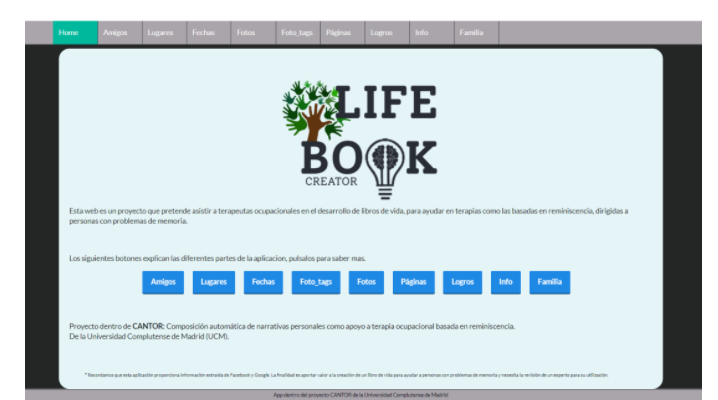 Home Amigos Lugares Fechas Fotos Foto_tags Páginas Logros Info Familia
LIFE
BOOK
CREATOR
Esta web es un proyecto que pretende asistir a terapeutas ocupacionales en el desarrollo de libros de vida, para ayudar en terapias como las basadas en reminiscencia, dirigidas a
personas con problemas de memoria.
Los siguientes botones explican las diferentes partes de la aplicacion, pulsalos para saber mas.
Amigos Lugares Fechas Foto_tags Fotos Páginas Logros Info Familia
Proyecto dentro de CANTOR: Composición automática de narrativas personales como apoyo a terapia ocupacional basada en reminiscencia.
De la Universidad Complutense de Madrid (UCM).
* Recordamos que esta aplicación proporciona información extraída de Facebook y Google. La finalidad es aportar valor a la creación de un libro de vida para ayudar a personas con problemas de memoria y necesita la revisión de un experto para su utilización.
App dentro del proyecto CANTOR de la Universidad Complutense de Madrid